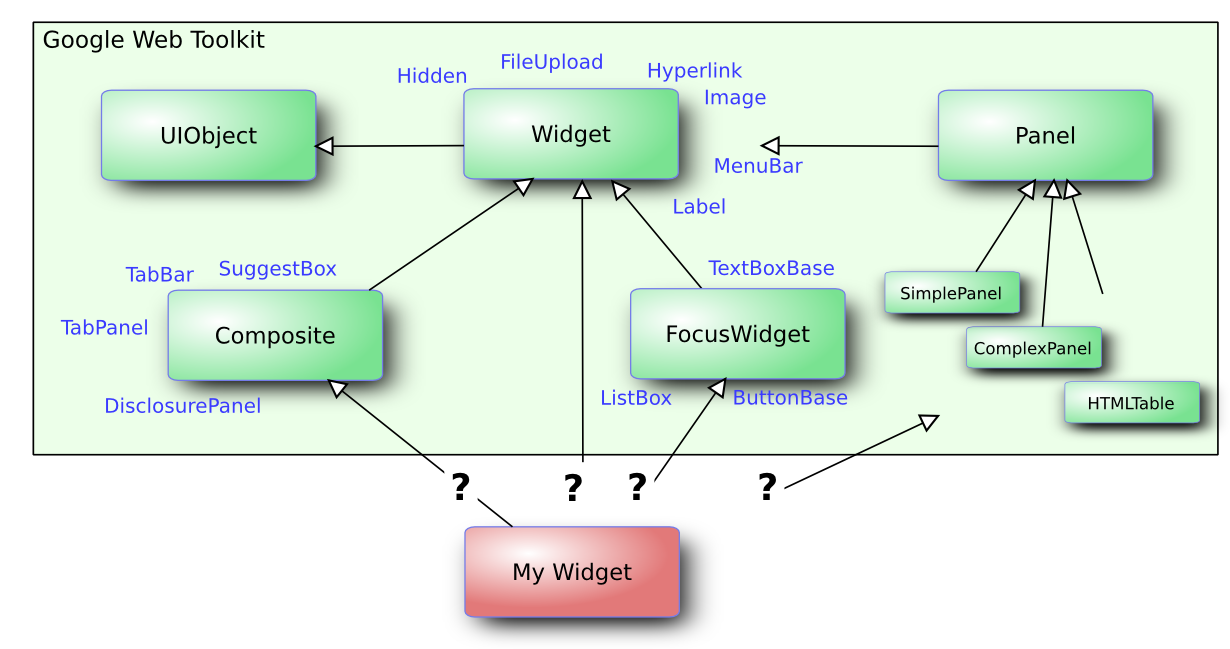 Google Web Toolkit
FileUpload
Hidden
Hyperlink
Image
UIObject
Widget
Panel
MenuBar
Label
TabBar
SuggestBox
TextBoxBase
SimplePanel
TabPanel
Composite
FocusWidget
ComplexPanel
DisclosurePanel
ListBox
ButtonBase
HTMLTable
? ? ? ?
My Widget